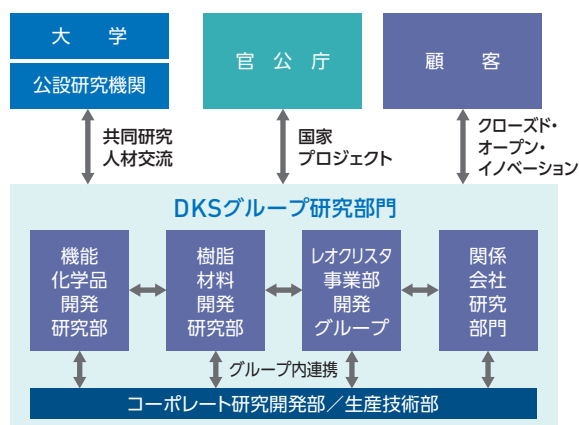 大 学
公設研究機関
官 公 庁
顧 客
共同研究
人材交流
国家
プロジェクト
クローズド・
オープン・
イノベーション
DKSグループ研究部門
機能
化学品
開発
研究部
樹脂
材料
開発
研究部
レオクリスタ
事業部
開発
グループ
関係
会社
研究
部門
グループ内連携
コーポレート研究開発部／生産技術部